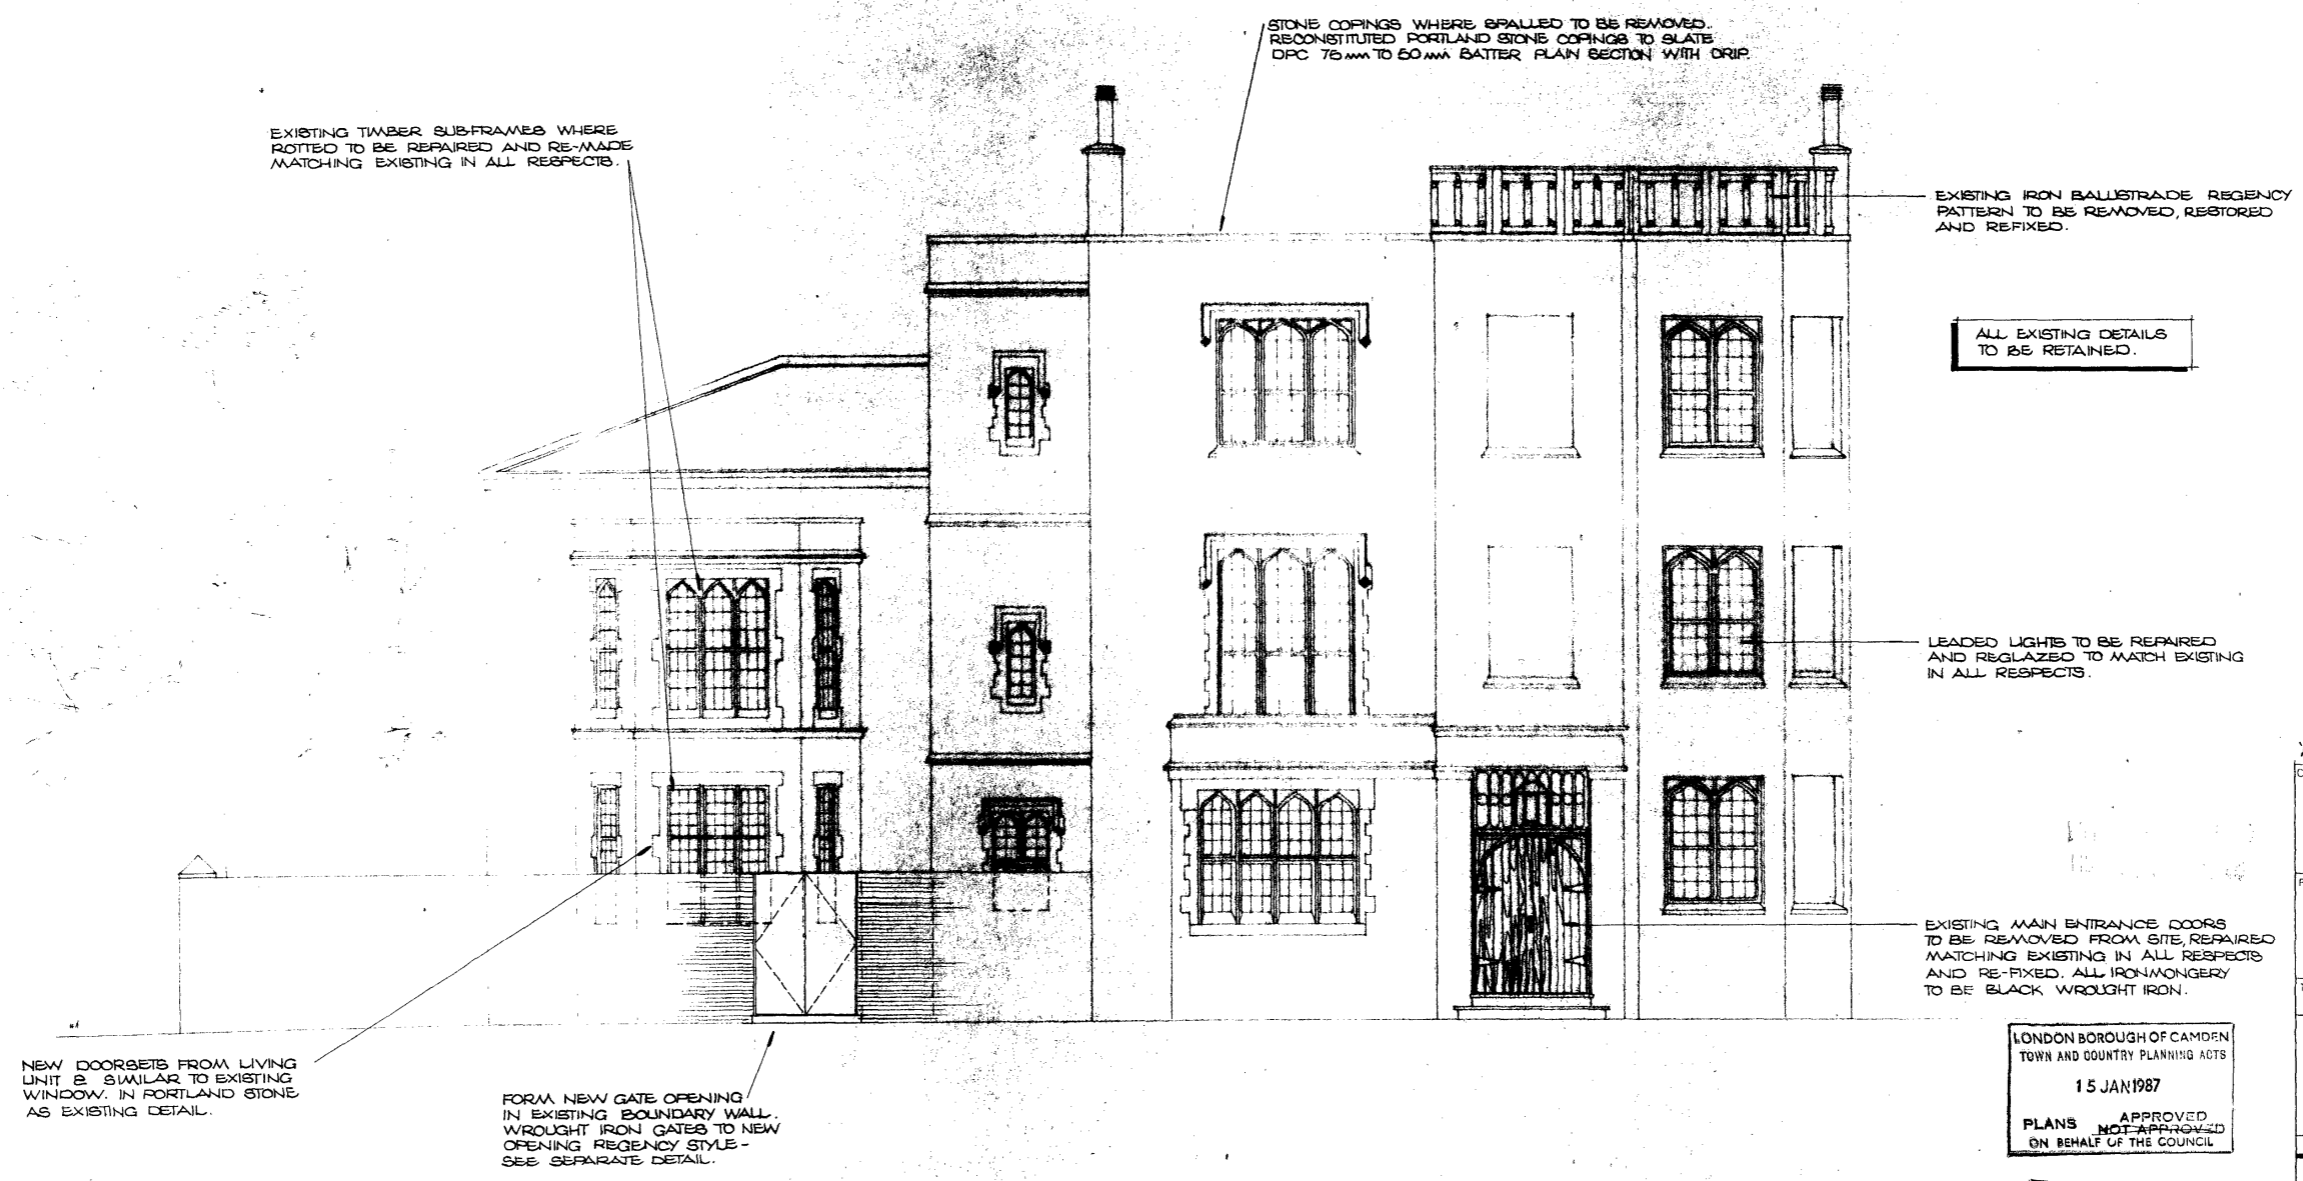 STONE COPINGS WHERE SPALLED TO BE REMOVED.
RECONSTITUTED PORTLAND STONE COPINGS TO SLATE
DPC 75mm TO 50mm BATTER PLAIN SECTION WITH DRIP.
EXISTING TIMBER SUB-FRAMES WHERE
ROTTED TO BE REPAIRED AND RE-MADE
MATCHING EXISTING IN ALL RESPECTS.
EXISTING IRON BALUSTRADE REGENCY
PATTERN TO BE REMOVED, RESTORED
AND REFIXED.
ALL EXISTING DETAILS
TO BE RETAINED.
LEADED LIGHTS TO BE REPAIRED
AND REGLAZED TO MATCH EXISTING
IN ALL RESPECTS.
EXISTING MAIN ENTRANCE DOORS
TO BE REMOVED FROM SITE, REPAIRED
MATCHING EXISTING IN ALL RESPECTS
AND RE-FIXED. ALL IRONMONGERY
TO BE BLACK WROUGHT IRON.
NEW DOORSETS FROM LIVING
UNIT 2 SIMILAR TO EXISTING
WINDOW. IN PORTLAND STONE
AS EXISTING DETAIL.
FORM NEW GATE OPENING
IN EXISTING BOUNDARY WALL.
WROUGHT IRON GATES TO NEW
OPENING REGENCY STYLE -
SEE SEPARATE DETAIL.
LONDON BOROUGH OF CAMDEN
TOWN AND COUNTRY PLANNING ACTS
15 JAN 1987
PLANS APPROVED
NOT APPROVED
ON BEHALF OF THE COUNCIL